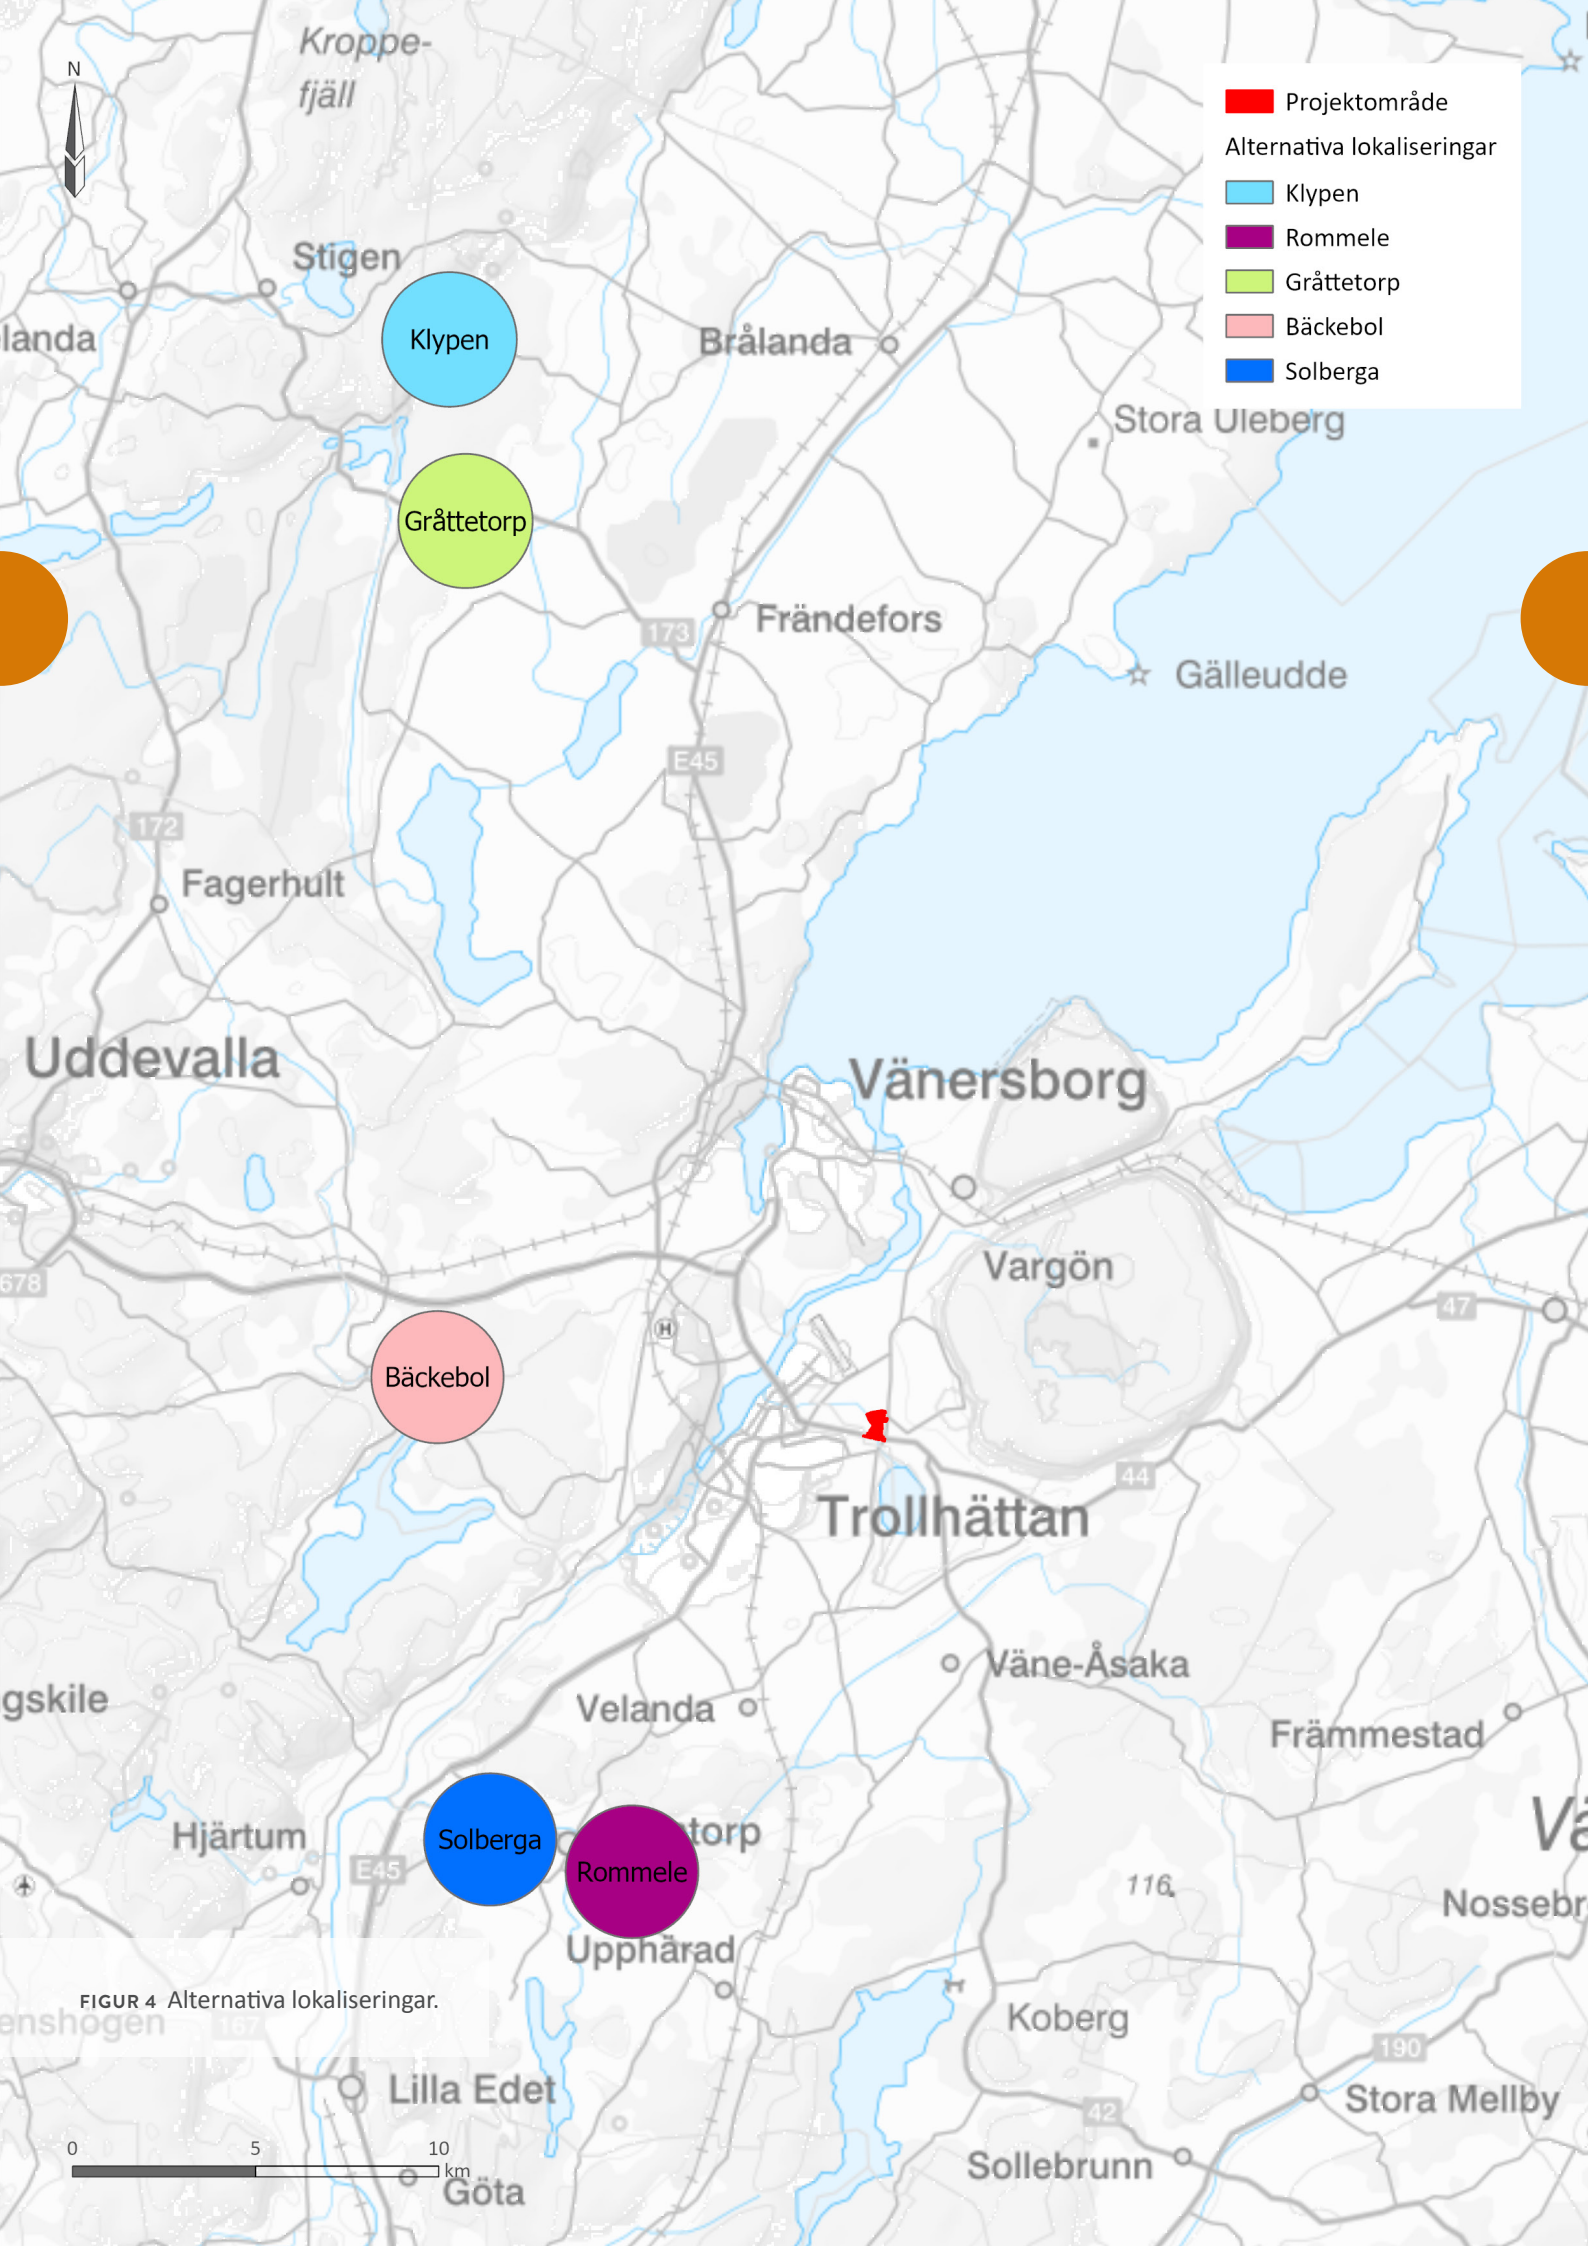 Kroppe-
fjäll
N
Projektområde
Alternativa lokaliseringar
Klypen
Rommele
Gråttetorp
Bäckebol
Solberga
Stigen
Klypen
landa
Brålanda
Stora Uleberg
Gråttetorp
Frändefors
173
Gälleudde
E45
172
Fagerhult
Uddevalla
Vänersborg
Vargön
678
47
H
Bäckebol
44
Trollhättan
Väne-Åsaka
gskile
Velanda
Främmestad
Vä
Hjärtum
Solberga
torp
E45
Rommele
116
Nossebr
Upphärad
FIGUR 4 Alternativa lokaliseringar.
enshögen
167
Koberg
190
Lilla Edet
Stora Mellby
42
0 5 10
km
Sollebrunn
Göta